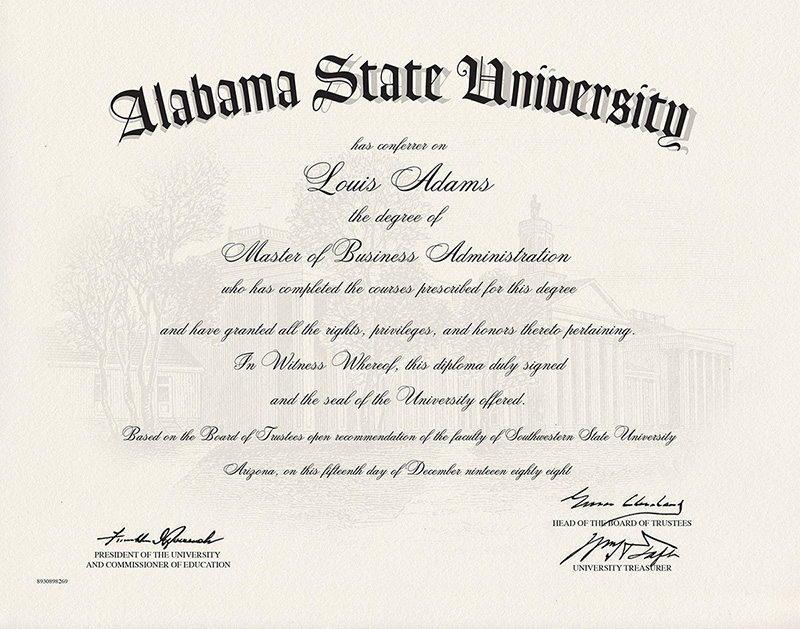 Alabama State University
has conferrer on
Louis Adams
the degree of
Master of Business Administration
who has completed the courses prescribed for this degree
and have granted all the rights, privileges, and honors thereto pertaining.
In Witness Whereof, this diploma duly signed
and the seal of the University offered.
Based on the Board of Trustees open recommendation of the faculty of Southwestern State University
Arizona, on this fifteenth day of December ninteeen eighty eight
HEAD OF THE BOARD OF TRUSTEES
PRESIDENT OF THE UNIVERSITY
AND COMMISSIONER OF EDUCATION
UNIVERSITY TREASURER
8930898269